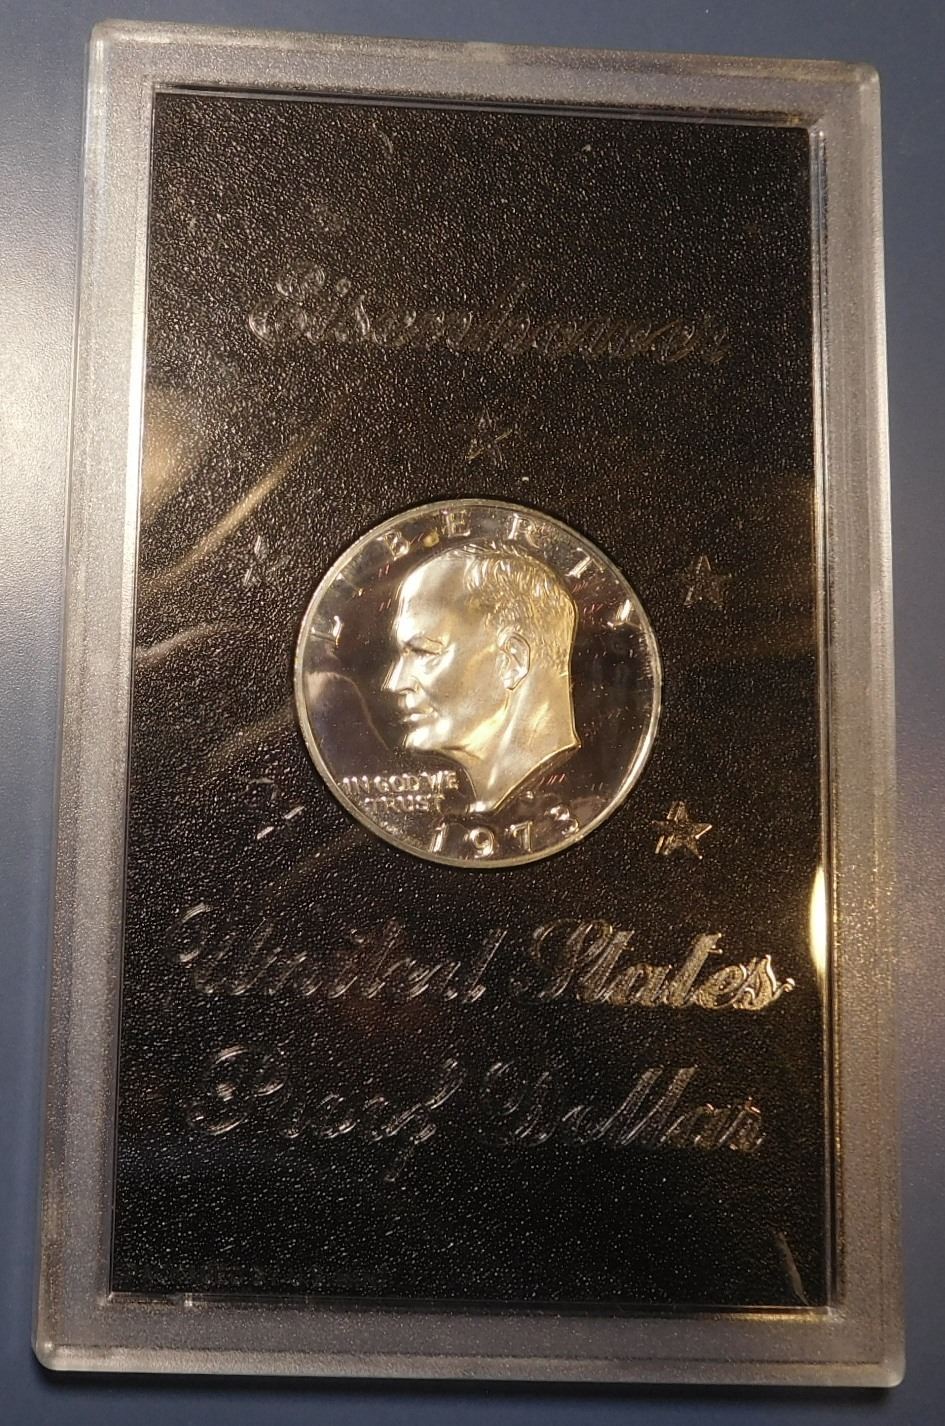 Eisenhower
LIBERTY
IN GOD WE
TRUST
1973
United States
Proof Dollar